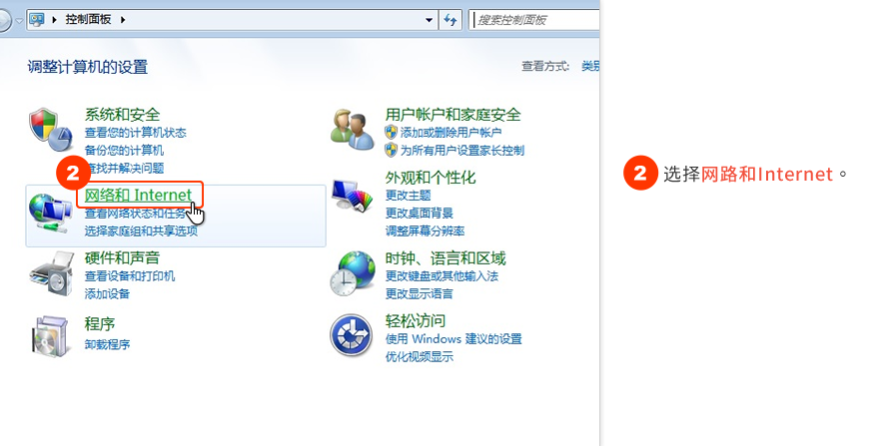 控制面板
搜索控制面板
调整计算机的设置
查看方式: 类别
系统和安全
查看您的计算机状态
备份您的计算机
查找并解决问题
2
网络和 Internet
查看网络状态和任务
选择家庭组和共享选项
硬件和声音
查看设备和打印机
添加设备
程序
卸载程序
用户帐户和家庭安全
添加或删除用户帐户
为所有用户设置家长控制
外观和个性化
更改主题
更改桌面背景
调整屏幕分辨率
时钟、语言和区域
更改键盘或其他输入法
更改显示语言
轻松访问
使用 Windows 建议的设置
优化视频显示
2 选择网路和Internet。